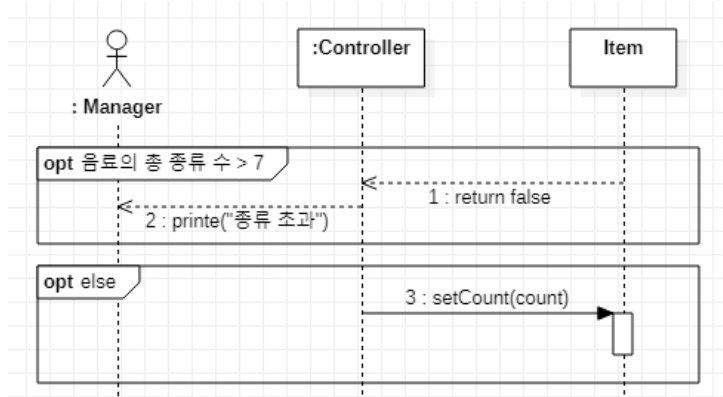 :Controller
Item
: Manager
opt 음료의 총 종류 수 > 7
1 : return false
2 : printe("종류 초과")
opt else
3 : setCount(count)